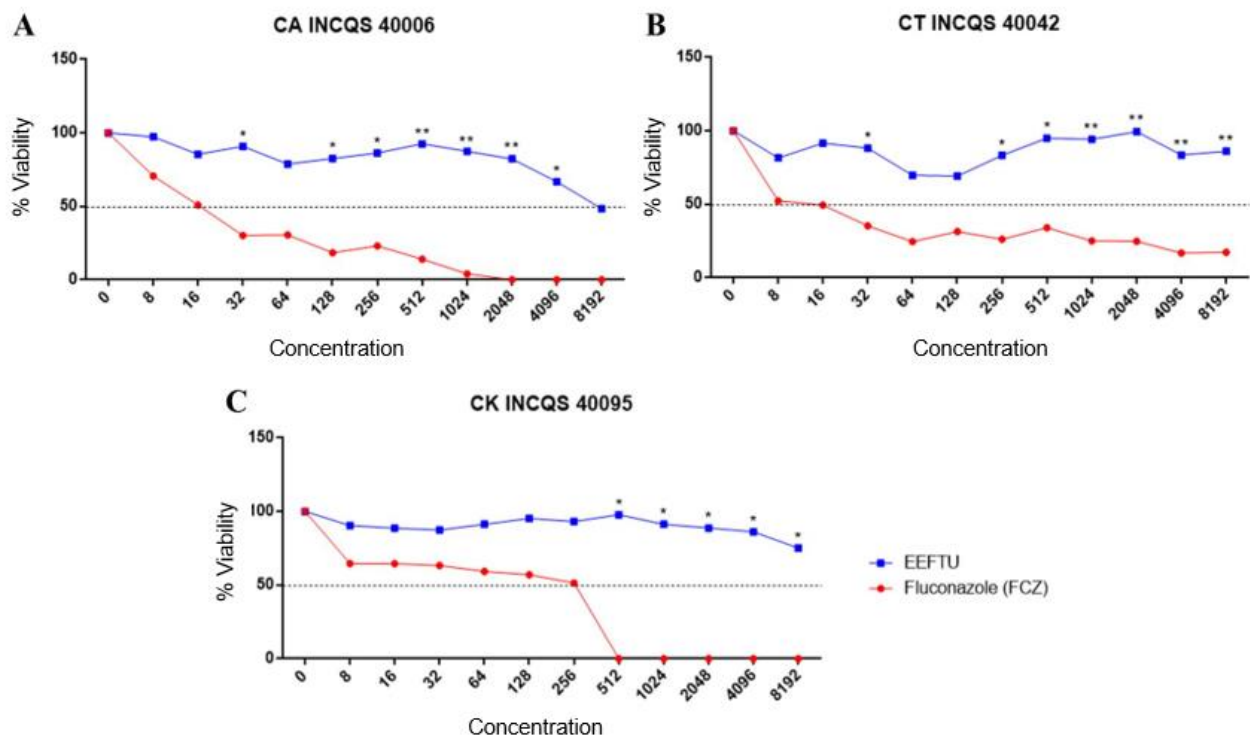 A
CA INCQS 40006
% Viability
150
100
50
0
* * * ** ** ** *
0 8 16 32 64 128 256 512 1024 2048 4096 8192
Concentration
B
CT INCQS 40042
% Viability
150
100
50
0
* * * ** ** ** **
0 8 16 32 64 128 256 512 1024 2048 4096 8192
Concentration
C
CK INCQS 40095
% Viability
150
100
50
0
* * * * *
0 8 16 32 64 128 256 512 1024 2048 4096 8192
Concentration
EEFTU
Fluconazole (FCZ)